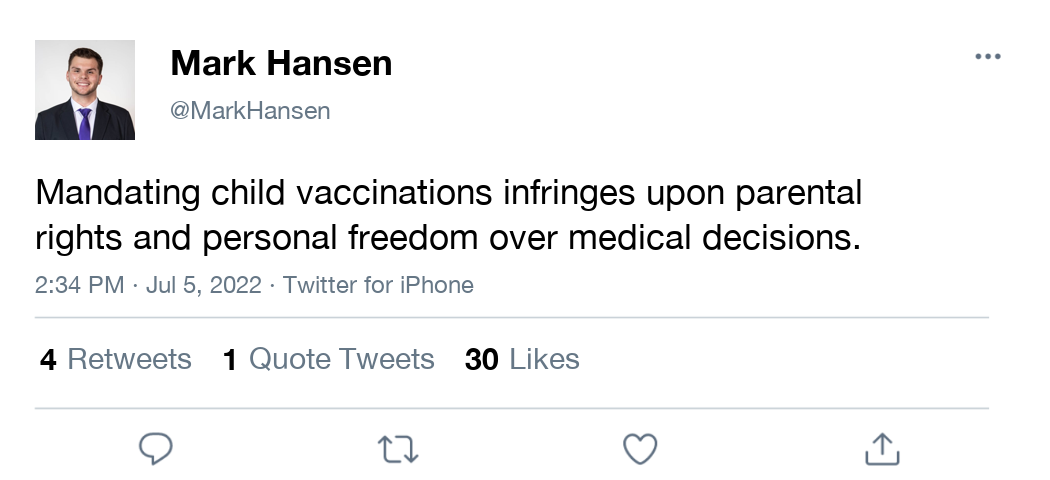 Mark Hansen
@MarkHansen
Mandating child vaccinations infringes upon parental
rights and personal freedom over medical decisions.
2:34 PM · Jul 5, 2022 · Twitter for iPhone
4 Retweets 1 Quote Tweets 30 Likes